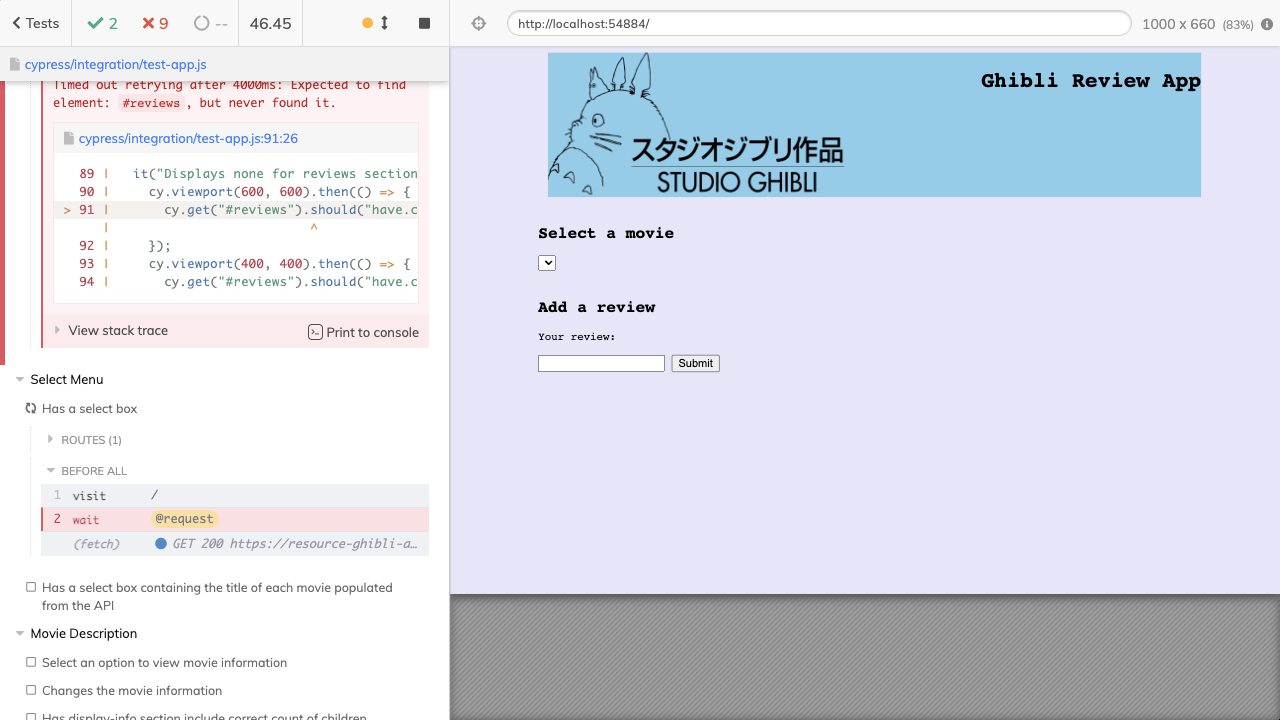 Tests
2
9
--
46.45
http://localhost:54884/
1000 x 660 (83%)
cypress/integration/test-app.js
Timed out retrying after 4000ms: Expected to find
element: #reviews, but never found it.
cypress/integration/test-app.js:91:26
89 | it("Displays none for reviews section
90 | cy.viewport(600, 600).then(() => {
> 91 | cy.get("#reviews").should("have.c
| ^
92 | });
93 | cy.viewport(400, 400).then(() => {
94 | cy.get("#reviews").should("have.c
View stack trace
Print to console
Select Menu
Has a select box
ROUTES (1)
BEFORE ALL
1 visit /
2 wait @request
(fetch) GET 200 https://resource-ghibli-a…
Has a select box containing the title of each movie populated
from the API
Movie Description
Select an option to view movie information
Changes the movie information
Has display-info section include correct count of children
Ghibli Review App
スタジオジブリ作品
STUDIO GHIBLI
Select a movie
Add a review
Your review:
Submit